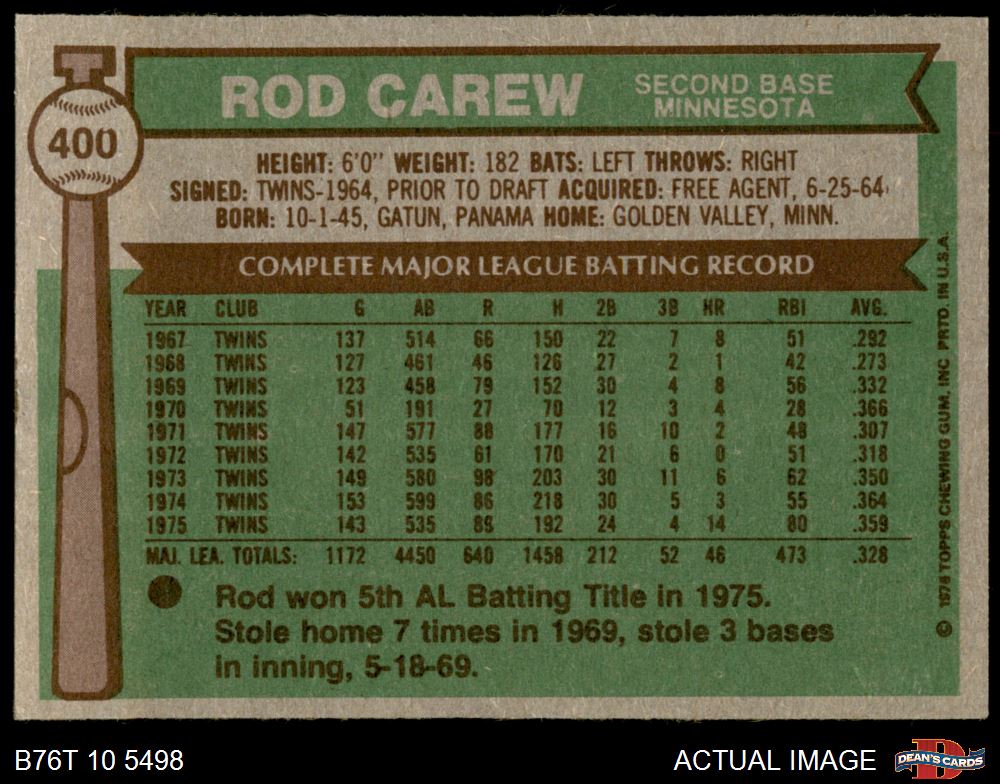 400
ROD CAREW
SECOND BASE
MINNESOTA
HEIGHT: 6'0" WEIGHT: 182 BATS: LEFT THROWS: RIGHT
SIGNED: TWINS-1964, PRIOR TO DRAFT ACQUIRED: FREE AGENT, 6-25-64
BORN: 10-1-45, GATUN, PANAMA HOME: GOLDEN VALLEY, MINN.
COMPLETE MAJOR LEAGUE BATTING RECORD
YEAR CLUB G AB R H 2B 3B HR RBI AVG.
1967 TWINS 137 514 66 150 22 7 8 51 .292
1968 TWINS 127 461 46 126 27 2 1 42 .273
1969 TWINS 123 458 79 152 30 4 8 56 .332
1970 TWINS 51 191 27 70 12 3 4 28 .366
1971 TWINS 147 577 88 177 16 10 2 48 .307
1972 TWINS 142 535 61 170 21 6 0 51 .318
1973 TWINS 149 580 98 203 30 11 6 62 .350
1974 TWINS 153 599 86 218 30 5 3 55 .364
1975 TWINS 143 535 89 192 24 4 14 80 .359
MAJ. LEA. TOTALS: 1172 4450 640 1458 212 52 46 473 .328
Rod won 5th AL Batting Title in 1975.
Stole home 7 times in 1969, stole 3 bases
in inning, 5-18-69.
© 1976 TOPPS CHEWING GUM, INC PRTD. IN U.S.A.
B76T 10 5498
ACTUAL IMAGE
DEAN'S CARDS